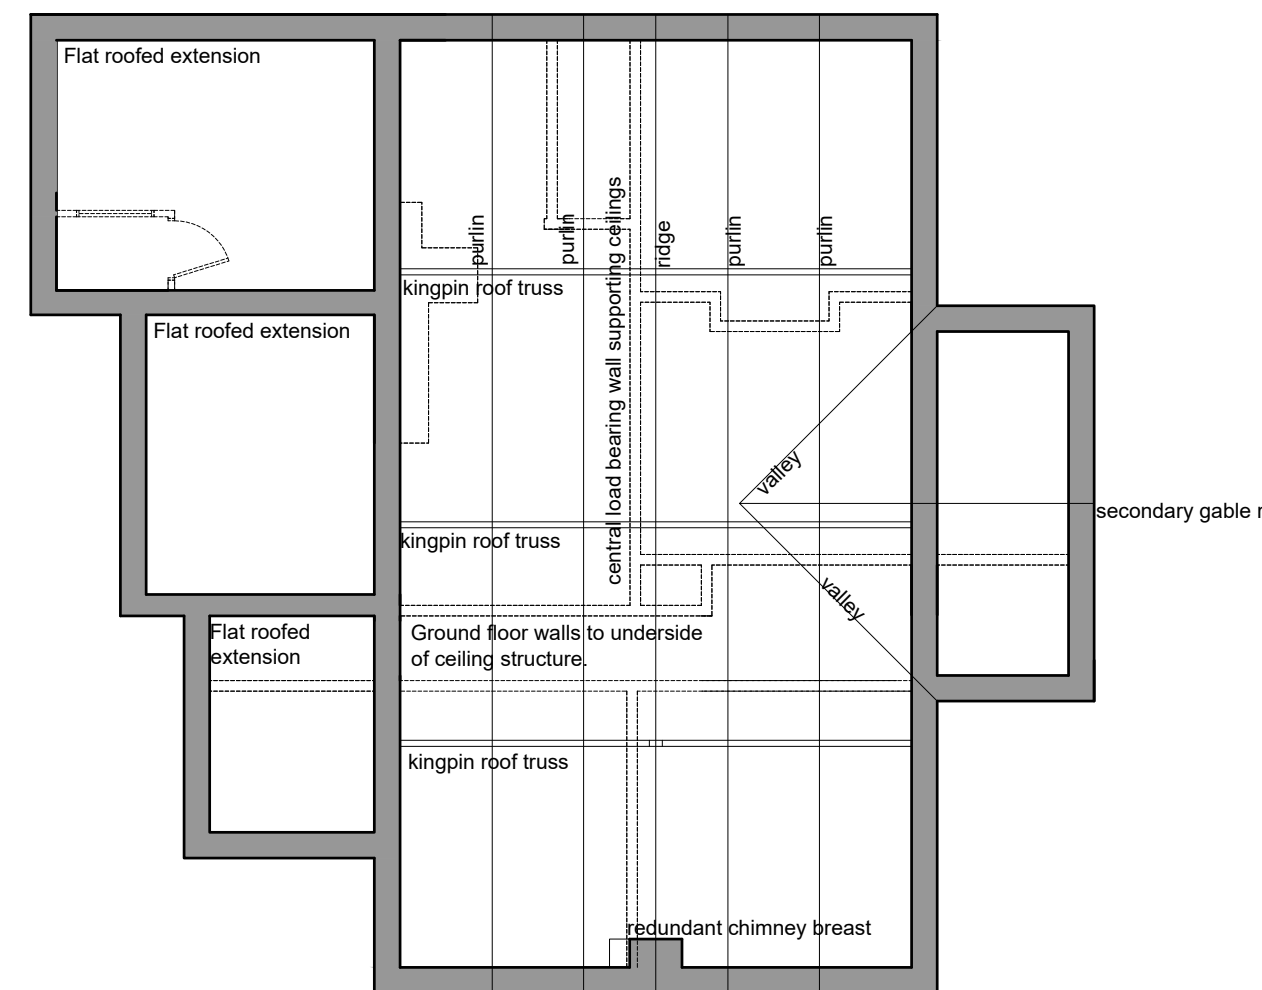 Flat roofed extension
purlin
purlin
central load bearing wall supporting ceilings
ridge
purlin
purlin
kingpin roof truss
Flat roofed extension
valley
secondary gable
kingpin roof truss
valley
Flat roofed
extension
Ground floor walls to underside
of ceiling structure.
kingpin roof truss
redundant chimney breast